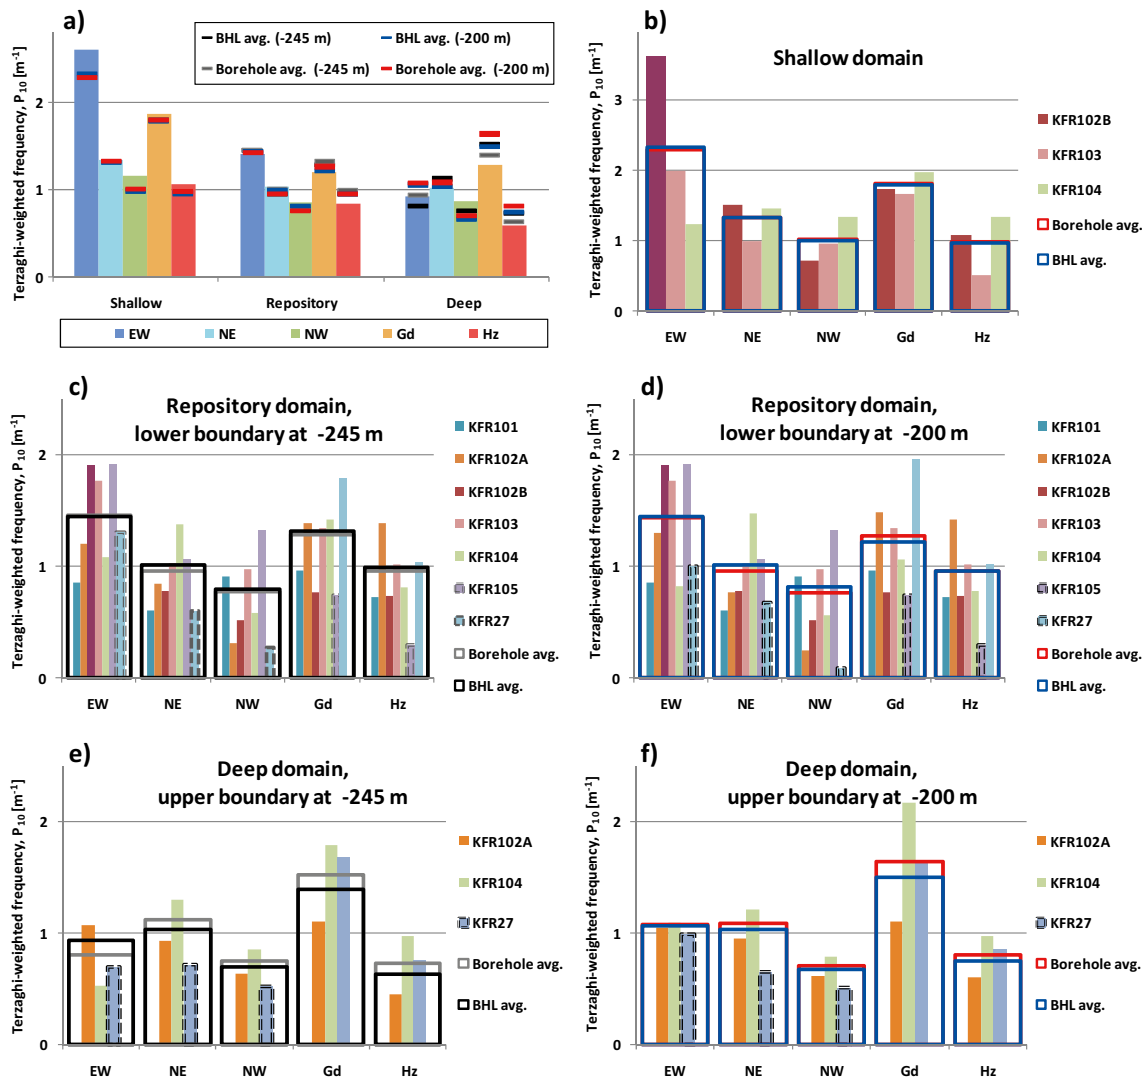 a)
BHL avg. (-245 m)
BHL avg. (-200 m)
Borehole avg. (-245 m)
Borehole avg. (-200 m)
Terzaghi-weighted frequency, P10 [m-1]
2
1
0
Shallow
Repository
Deep
EW
NE
NW
Gd
Hz
b)
Shallow domain
Terzaghi-weighted frequency, P10 [m-1]
3
2
1
0
EW
NE
NW
Gd
Hz
KFR102B
KFR103
KFR104
Borehole avg.
BHL avg.
c)
Repository domain,
lower boundary at -245 m
Terzaghi-weighted frequency, P10 [m-1]
2
1
0
EW
NE
NW
Gd
Hz
KFR101
KFR102A
KFR102B
KFR103
KFR104
KFR105
KFR27
Borehole avg.
BHL avg.
d)
Repository domain,
lower boundary at -200 m
Terzaghi-weighted frequency, P10 [m-1]
2
1
0
EW
NE
NW
Gd
Hz
KFR101
KFR102A
KFR102B
KFR103
KFR104
KFR105
KFR27
Borehole avg.
BHL avg.
e)
Deep domain,
upper boundary at -245 m
Terzaghi-weighted frequency, P10 [m-1]
2
1
0
EW
NE
NW
Gd
Hz
KFR102A
KFR104
KFR27
Borehole avg.
BHL avg.
f)
Deep domain,
upper boundary at -200 m
Terzaghi-weighted frequency, P10 [m-1]
2
1
0
EW
NE
NW
Gd
Hz
KFR102A
KFR104
KFR27
Borehole avg.
BHL avg.